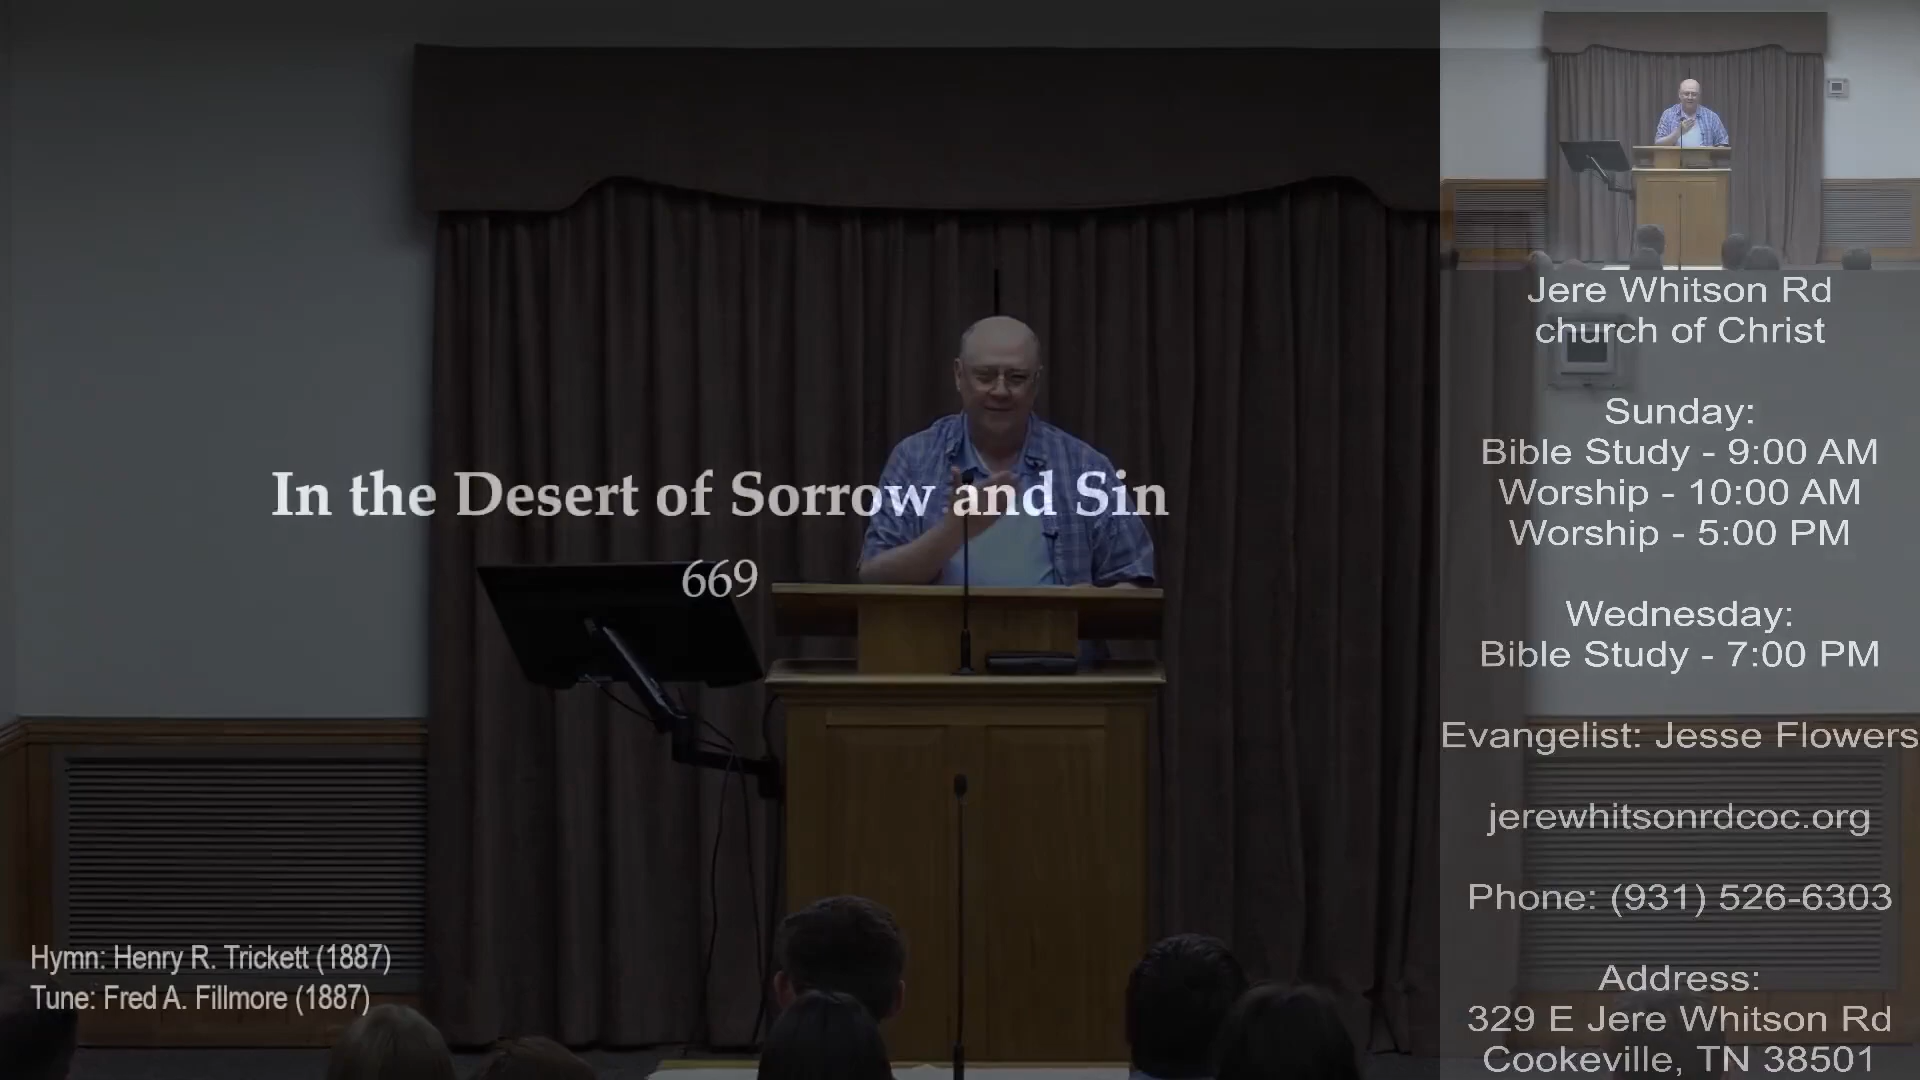 In the Desert of Sorrow and Sin
669
Hymn: Henry R. Trickett (1887)
Tune: Fred A. Fillmore (1887)
Jere Whitson Rd
church of Christ
Sunday:
Bible Study - 9:00 AM
Worship - 10:00 AM
Worship - 5:00 PM
Wednesday:
Bible Study - 7:00 PM
Evangelist: Jesse Flowers
jerewhitsonrdcoc.org
Phone: (931) 526-6303
Address:
329 E Jere Whitson Rd
Cookeville, TN 38501